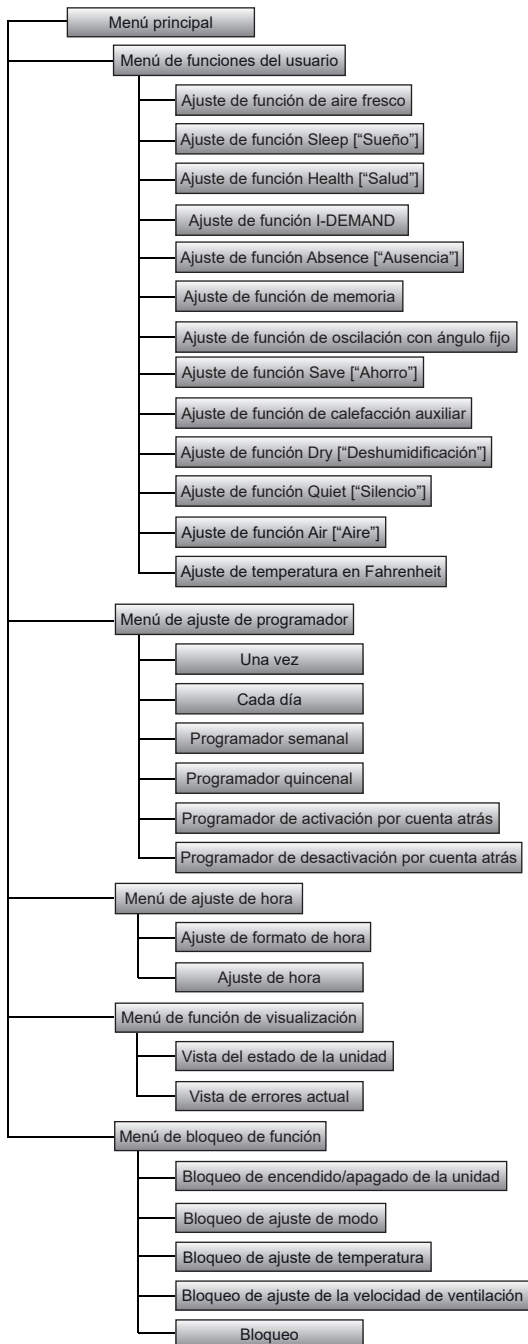 Menú principal
Menú de funciones del usuario
Ajuste de función de aire fresco
Ajuste de función Sleep [“Sueño”]
Ajuste de función Health [“Salud”]
Ajuste de función I-DEMAND
Ajuste de función Absence [“Ausencia”]
Ajuste de función de memoria
Ajuste de función de oscilación con ángulo fijo
Ajuste de función Save [“Ahorro”]
Ajuste de función de calefacción auxiliar
Ajuste de función Dry [“Deshumidificación”]
Ajuste de función Quiet [“Silencio”]
Ajuste de función Air [“Aire”]
Ajuste de temperatura en Fahrenheit
Menú de ajuste de programador
Una vez
Cada día
Programador semanal
Programador quincenal
Programador de activación por cuenta atrás
Programador de desactivación por cuenta atrás
Menú de ajuste de hora
Ajuste de formato de hora
Ajuste de hora
Menú de función de visualización
Vista del estado de la unidad
Vista de errores actual
Menú de bloqueo de función
Bloqueo de encendido/apagado de la unidad
Bloqueo de ajuste de modo
Bloqueo de ajuste de temperatura
Bloqueo de ajuste de la velocidad de ventilación
Bloqueo